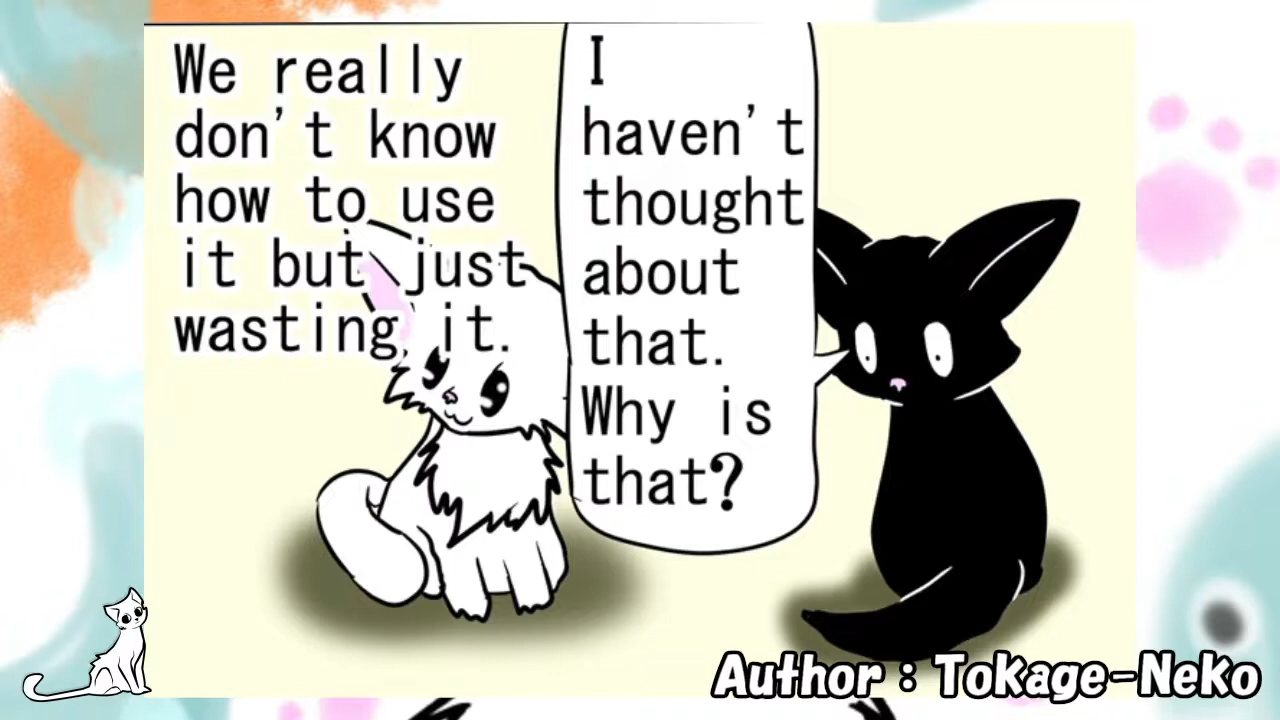 We really
don't know
how to use
it but just
wasting it.
I
haven't
thought
about
that.
Why is
that?
Author : Tokage-Neko